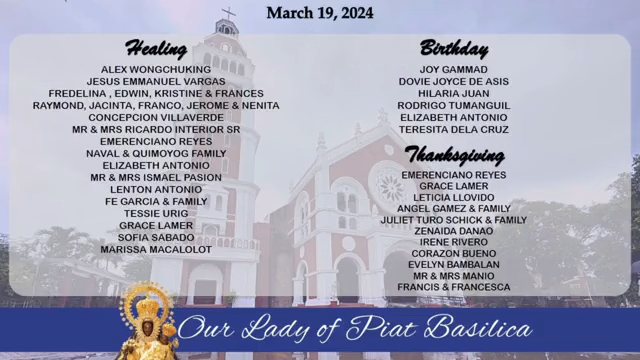 March 19, 2024
Healing
ALEX WONGCHUKING
JESUS EMMANUEL VARGAS
FREDELINA , EDWIN, KRISTINE & FRANCES
RAYMOND, JACINTA, FRANCO, JEROME & NENITA
CONCEPCION VILLAVERDE
MR & MRS RICARDO INTERIOR SR
EMERENCIANO REYES
NAVAL & QUIMOYOG FAMILY
ELIZABETH ANTONIO
MR & MRS ISMAEL PASION
LENTON ANTONIO
FE GARCIA & FAMILY
TESSIE URIG
GRACE LAMER
SOFIA SABADO
MARISSA MACALOLOT
Birthday
JOY GAMMAD
DOVIE JOYCE DE ASIS
HILARIA JUAN
RODRIGO TUMANGUIL
ELIZABETH ANTONIO
TERESITA DELA CRUZ
Thanksgiving
EMERENCIANO REYES
GRACE LAMER
LETICIA LLOVIDO
ANGEL GAMEZ & FAMILY
JULIET TURO SCHICK & FAMILY
ZENAIDA DANAO
IRENE RIVERO
CORAZON BUENO
EVELYN BAMBALAN
MR & MRS MANIO
FRANCIS & FRANCESCA
Our Lady of Piat Basilica